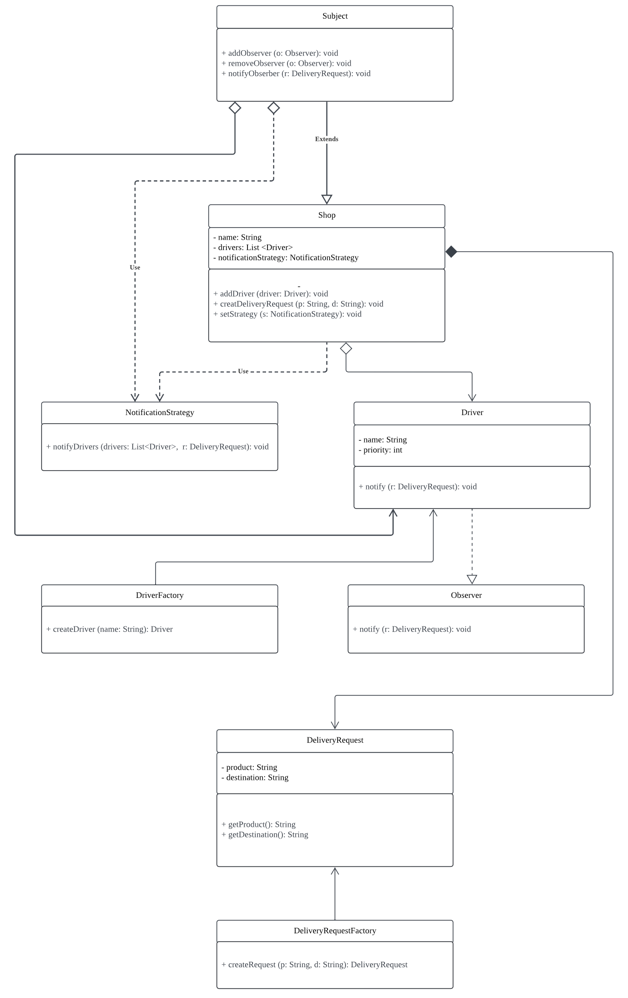 Subject
+ addObserver (o: Observer): void
+ removeObserver (o: Observer): void
+ notifyObserber (r: DeliveryRequest): void
Extends
Shop
- name: String
- drivers: List <Driver>
- notificationStrategy: NotificationStrategy
-
+ addDriver (driver: Driver): void
+ creatDeliveryRequest (p: String, d: String): void
+ setStrategy (s: NotificationStrategy): void
Use
Use
NotificationStrategy
+ notifyDrivers (drivers: List<Driver>, r: DeliveryRequest): void
Driver
- name: String
- priority: int
+ notify (r: DeliveryRequest): void
DriverFactory
+ createDriver (name: String): Driver
Observer
+ notify (r: DeliveryRequest): void
DeliveryRequest
- product: String
- destination: String
+ getProduct(): String
+ getDestination(): String
DeliveryRequestFactory
+ createRequest (p: String, d: String): DeliveryRequest